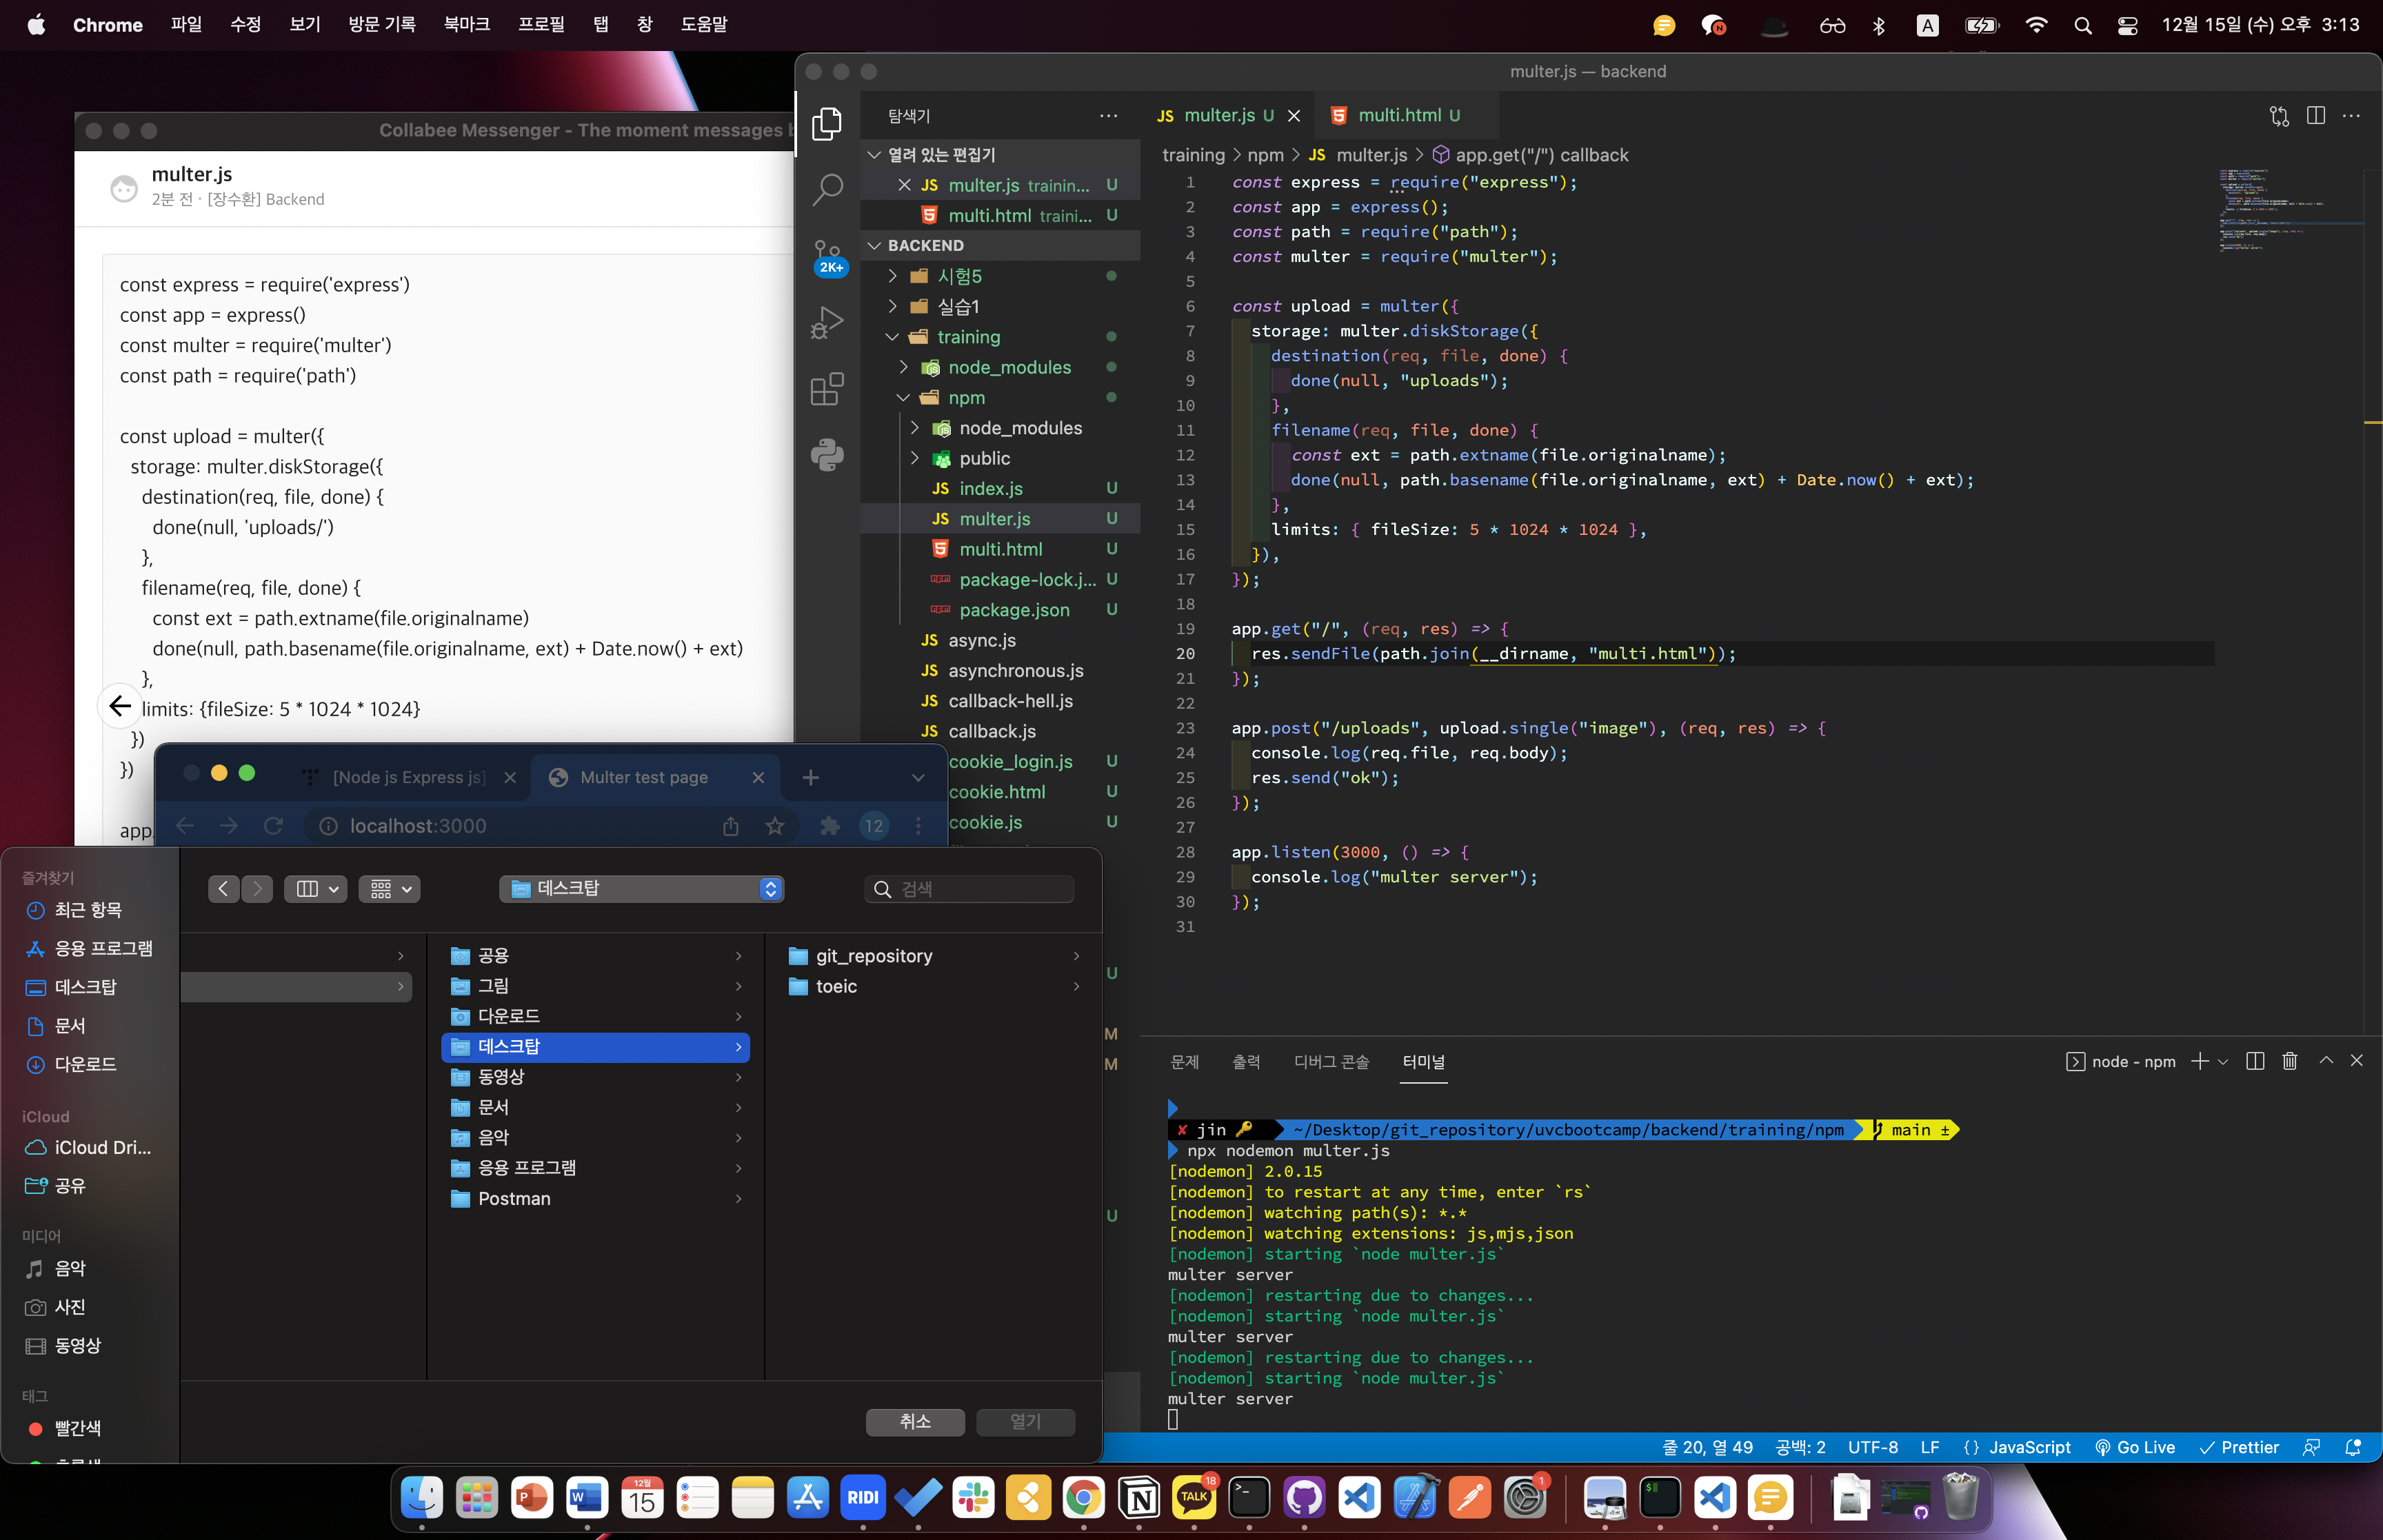 Chrome 파일 수정 보기 방문 기록 북마크 프로필 탭 창 도움말
A 12월 15일 (수) 오후 3:13
Collabee Messenger - The moment messages b
multer.js
2분 전 · [장수환] Backend
const express = require('express')
const app = express()
const multer = require('multer')
const path = require('path')
const upload = multer({
storage: multer.diskStorage({
destination(req, file, done) {
done(null, 'uploads/')
},
filename(req, file, done) {
const ext = path.extname(file.originalname)
done(null, path.basename(file.originalname, ext) + Date.now() + ext)
},
limits: {fileSize: 5 * 1024 * 1024}
})
})
app.
[Node js Express js]
Multer test page
localhost:3000
12
즐겨찾기
최근 항목
응용 프로그램
데스크탑
문서
다운로드
iCloud
iCloud Dri...
공유
미디어
음악
사진
동영상
태그
빨간색
데스크탑
검색
공용
그림
다운로드
데스크탑
동영상
문서
음악
응용 프로그램
Postman
git_repository
toeic
취소 열기
multer.js — backend
2K+
탐색기
열려 있는 편집기
JS multer.js trainin... U
multi.html traini... U
BACKEND
시험5
실습1
training
node_modules
npm
node_modules
public
JS index.js U
JS multer.js U
multi.html U
package-lock.j... U
package.json U
JS async.js
JS asynchronous.js
JS callback-hell.js
JS callback.js
cookie_login.js U
cookie.html U
cookie.js U
U
M
M
U
JS multer.js U
multi.html U
training > npm > JS multer.js > app.get("/") callback
1 const express = require("express");
2 const app = express();
3 const path = require("path");
4 const multer = require("multer");
5
6 const upload = multer({
7 storage: multer.diskStorage({
8 destination(req, file, done) {
9 done(null, "uploads");
10 },
11 filename(req, file, done) {
12 const ext = path.extname(file.originalname);
13 done(null, path.basename(file.originalname, ext) + Date.now() + ext);
14 },
15 limits: { fileSize: 5 * 1024 * 1024 },
16 }),
17 });
18
19 app.get("/", (req, res) => {
20 res.sendFile(path.join(__dirname, "multi.html"));
21 });
22
23 app.post("/uploads", upload.single("image"), (req, res) => {
24 console.log(req.file, req.body);
25 res.send("ok");
26 });
27
28 app.listen(3000, () => {
29 console.log("multer server");
30 });
31
문제 출력 디버그 콘솔 터미널
node - npm
✘ jin ~/Desktop/git_repository/uvcbootcamp/backend/training/npm main ±
npx nodemon multer.js
[nodemon] 2.0.15
[nodemon] to restart at any time, enter `rs`
[nodemon] watching path(s): *.*
[nodemon] watching extensions: js,mjs,json
[nodemon] starting `node multer.js`
multer server
[nodemon] restarting due to changes...
[nodemon] starting `node multer.js`
multer server
[nodemon] restarting due to changes...
[nodemon] starting `node multer.js`
multer server
줄 20, 열 49 공백: 2 UTF-8 LF {} JavaScript Go Live Prettier
12월
15
RIDI
TALK
18
1